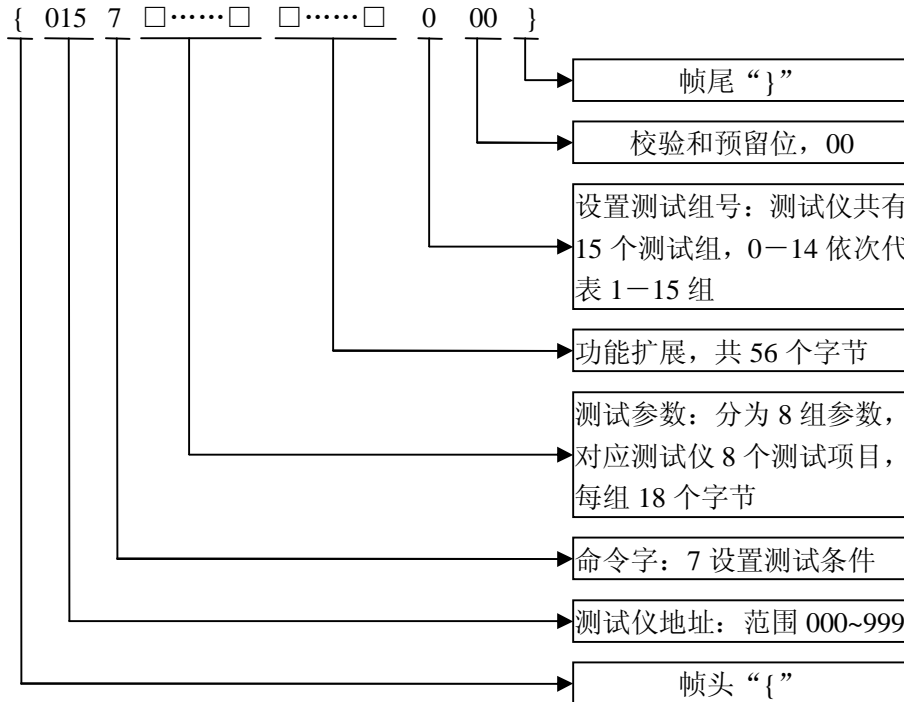 { 015 7 □……□ □……□ 0 00 }
帧尾“}”
校验和预留位，00
设置测试组号：测试仪共有
15 个测试组，0－14 依次代
表 1－15 组
功能扩展，共 56 个字节
测试参数：分为 8 组参数，
对应测试仪 8 个测试项目，
每组 18 个字节
命令字：7 设置测试条件
测试仪地址：范围 000~999
帧头“{”